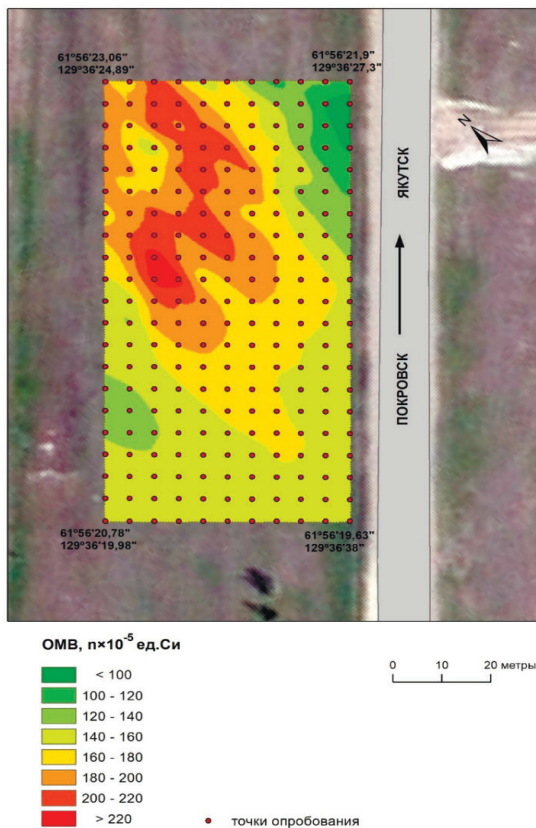 61°56'23,06"
129°36'24,89"
61°56'21,9"
129°36'27,3"
N
ЯКУТСК
ПОКРОВСК
61°56'20,78"
129°36'19,98"
61°56'19,63"
129°36'38"
ОМВ, n×10⁻⁵ ед.Си
< 100
100 - 120
120 - 140
140 - 160
160 - 180
180 - 200
200 - 220
> 220
0 10 20 метры
точки опробования